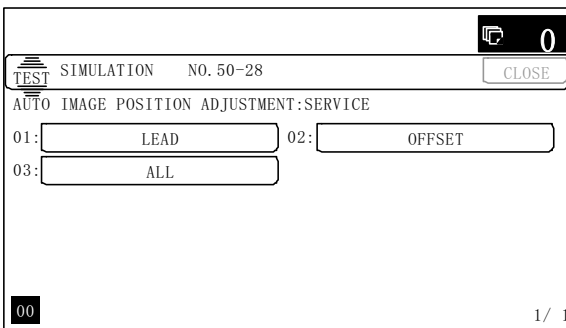 0
TEST SIMULATION NO.50-28 CLOSE
AUTO IMAGE POSITION ADJUSTMENT:SERVICE
01: LEAD 02: OFFSET
03: ALL
00 1/ 1